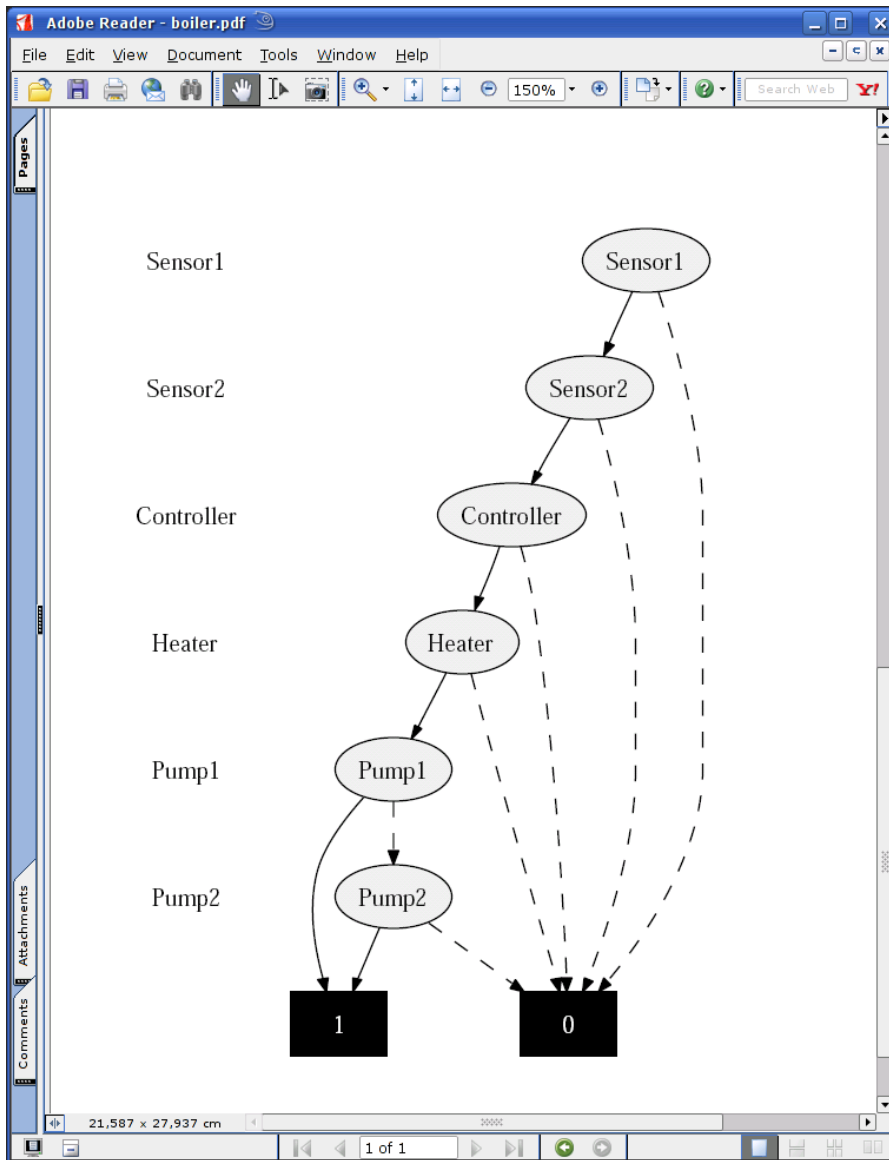 Adobe Reader - boiler.pdf
File Edit View Document Tools Window Help
150% Search Web Y!
Pages
Sensor1 Sensor1
Sensor2 Sensor2
Controller Controller
Heater Heater
Pump1 Pump1
Pump2 Pump2
Attachments
Comments
1 0
21,587 x 27,937 cm
1 of 1